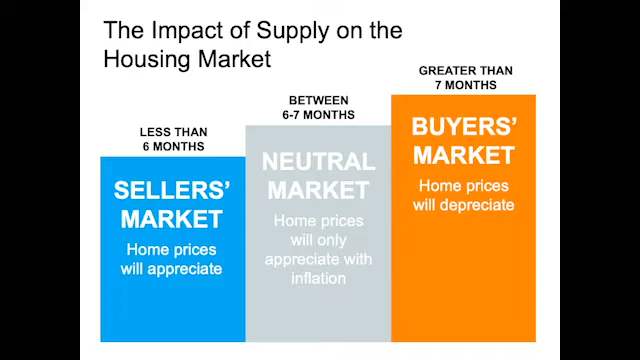 The Impact of Supply on the
Housing Market
LESS THAN
6 MONTHS
SELLERS’
MARKET
Home prices
will appreciate
BETWEEN
6-7 MONTHS
NEUTRAL
MARKET
Home prices
will only
appreciate with
inflation
GREATER THAN
7 MONTHS
BUYERS’
MARKET
Home prices
will depreciate